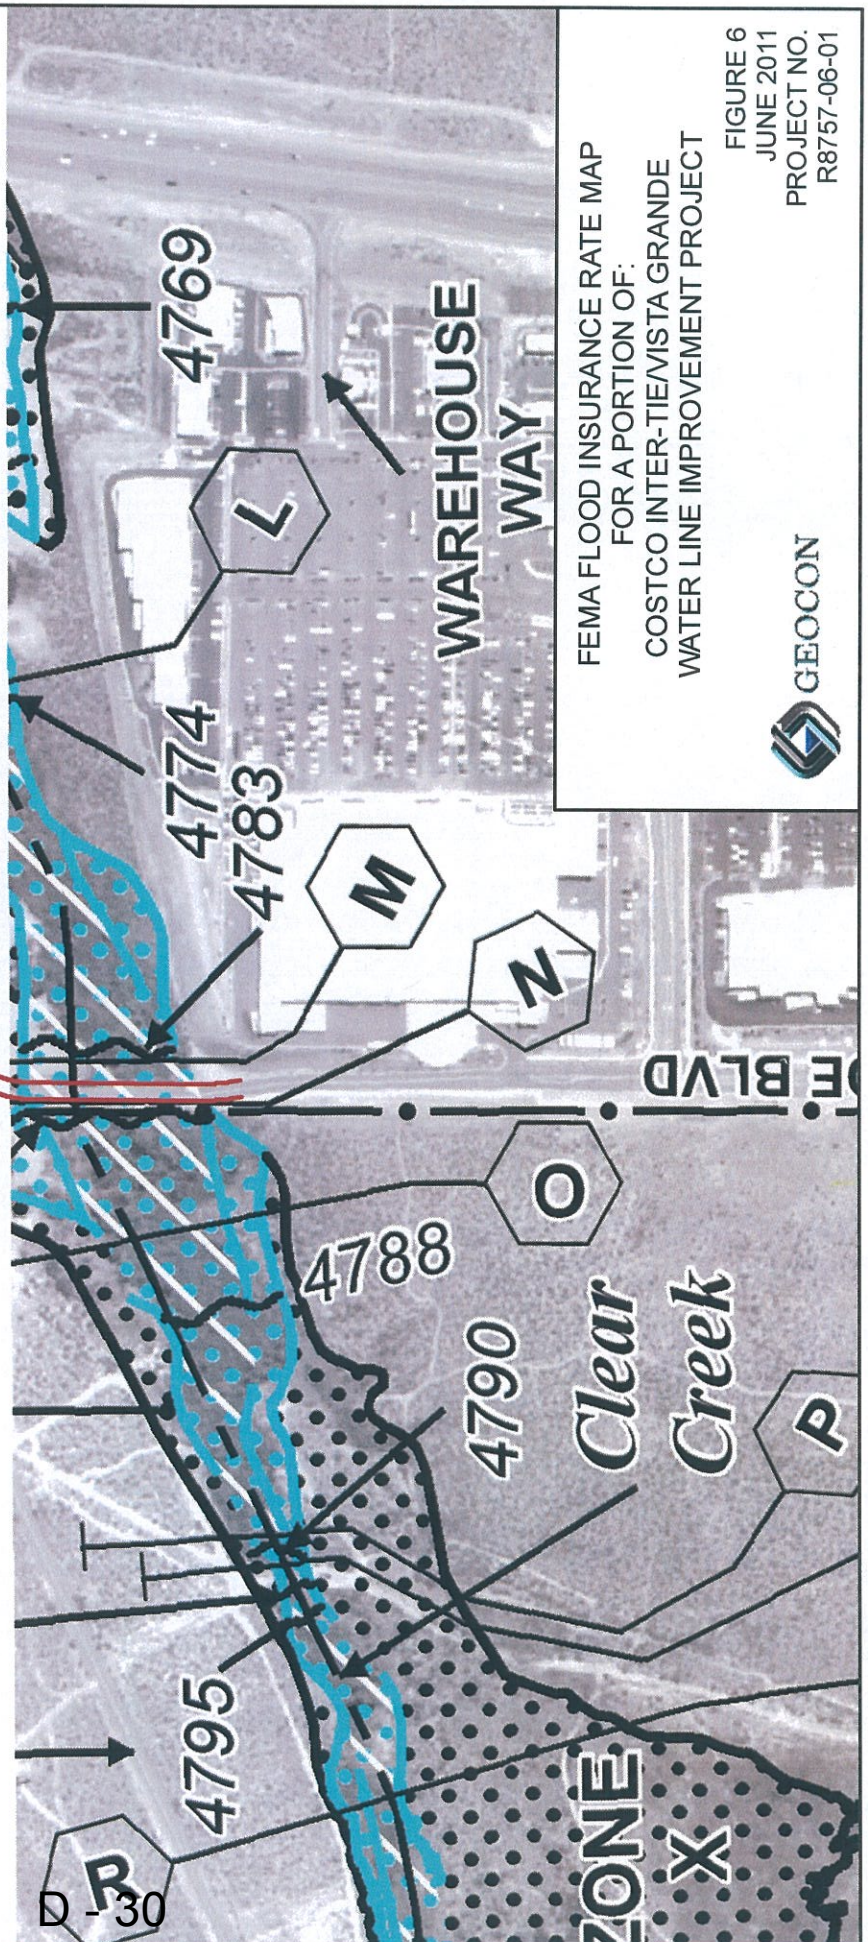 4769
L
WAREHOUSE
WAY
4774
4783
M
N
DE BLVD
O
4788
4790
Clear
Creek
P
4795
R
ZONE
X
FEMA FLOOD INSURANCE RATE MAP
FOR A PORTION OF:
COSTCO INTER-TIE/VISTA GRANDE
WATER LINE IMPROVEMENT PROJECT
GEOCON
FIGURE 6
JUNE 2011
PROJECT NO.
R8757-06-01
D - 30